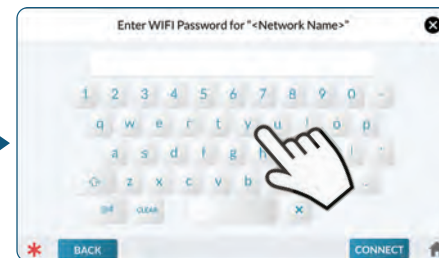 Enter WIFI Password for "<Network Name>"
1 2 3 4 5 6 7 8 9 0 -
q w e r t y u i o p
a s d f g h l '
z x c v b .
CLEAR ×
BACK CONNECT